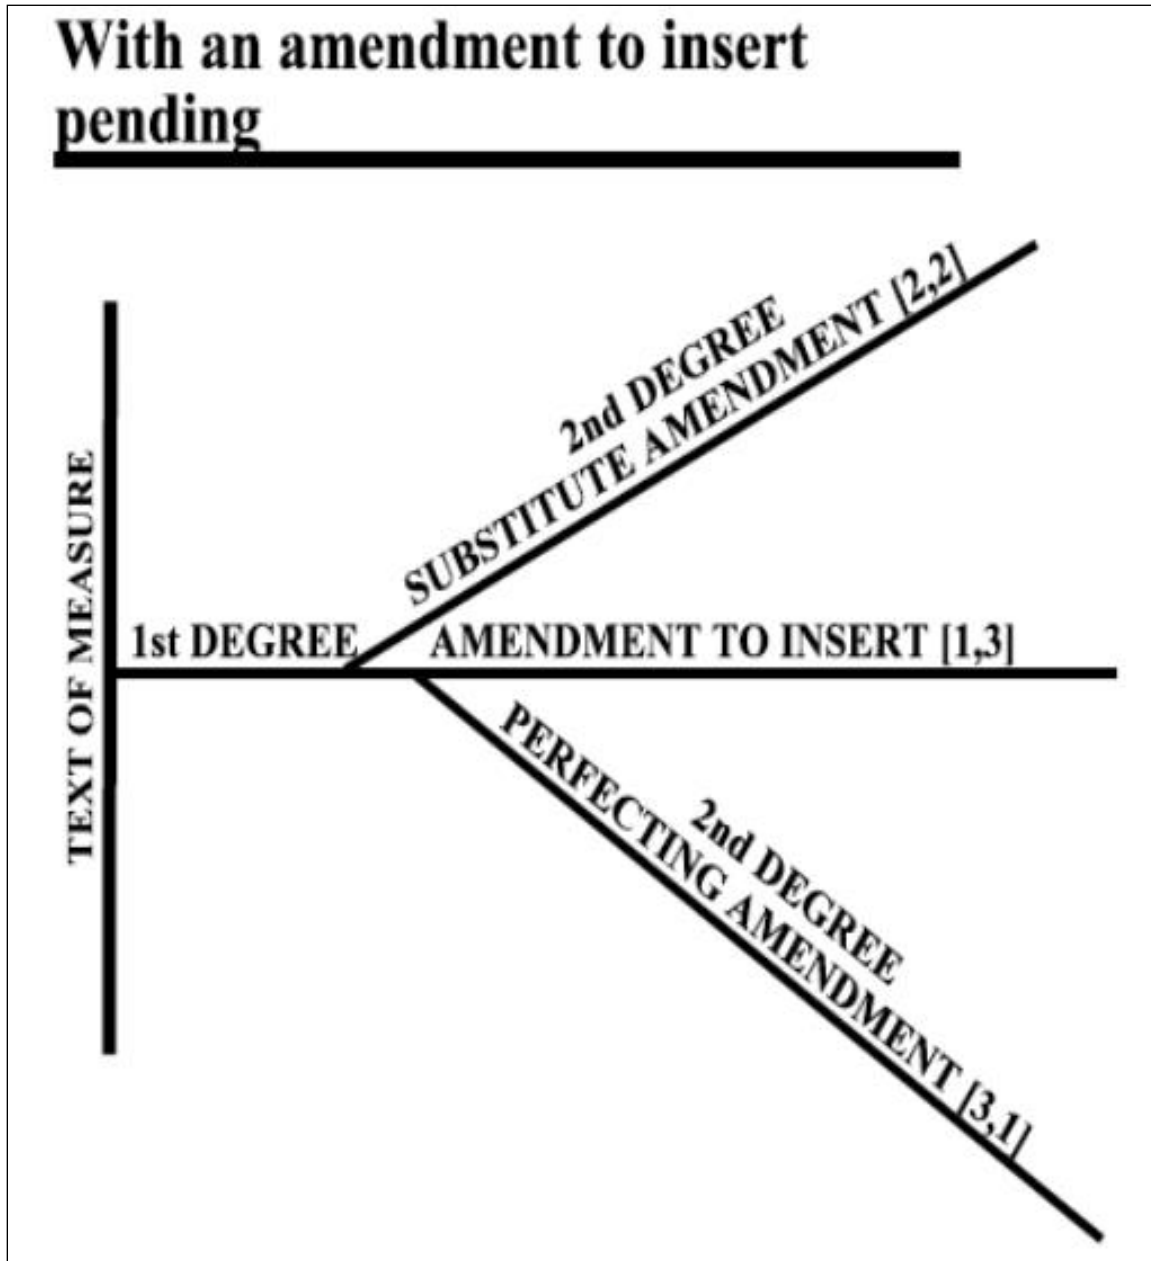 With an amendment to insert
pending
2nd DEGREE
SUBSTITUTE AMENDMENT [2,2]
TEXT OF MEASURE
1st DEGREE
AMENDMENT TO INSERT [1,3]
2nd DEGREE
PERFECTING AMENDMENT [3,1]